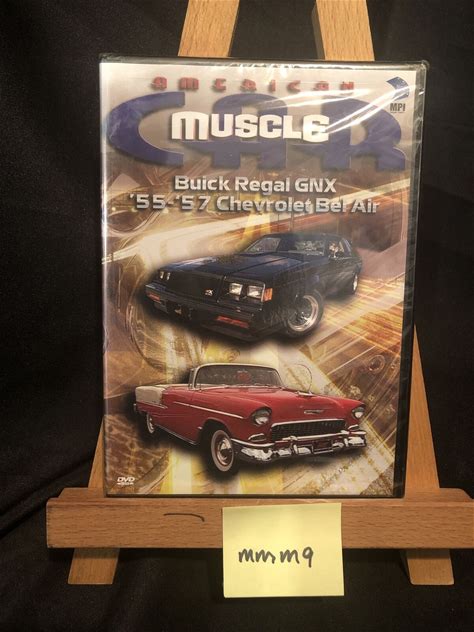 AMERICAN
MUSCLE
CAR
MPI
Buick Regal GNX
'55-'57 Chevrolet Bel Air
DVD
mmm9